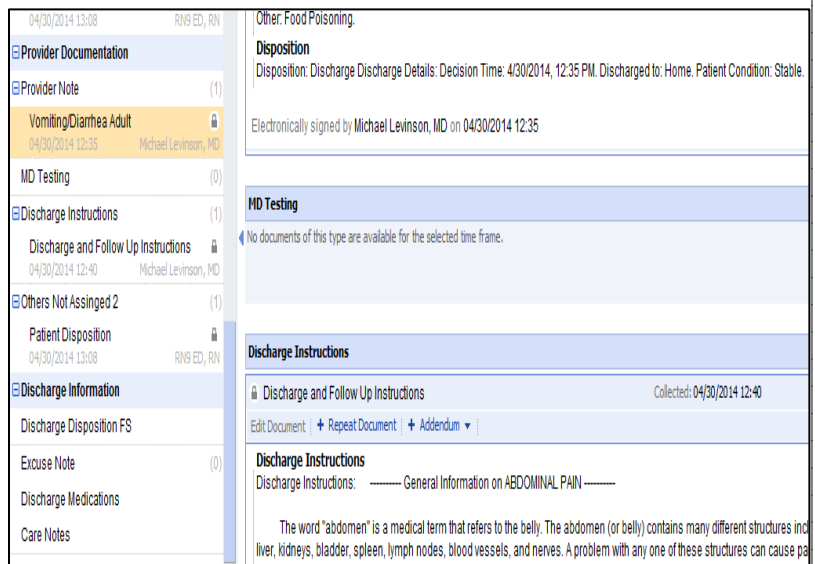 04/30/2014 13:08 RN9 ED, RN
Provider Documentation
Provider Note (1)
Vomiting/Diarrhea Adult
04/30/2014 12:35 Michael Levinson, MD
MD Testing (0)
Discharge Instructions (1)
Discharge and Follow Up Instructions
04/30/2014 12:40 Michael Levinson, MD
Others Not Assinged 2 (1)
Patient Disposition
04/30/2014 13:08 RN9 ED, RN
Discharge Information
Discharge Disposition FS
Excuse Note (0)
Discharge Medications
Care Notes
Other: Food Poisoning.
Disposition
Disposition: Discharge Discharge Details: Decision Time: 4/30/2014, 12:35 PM. Discharged to: Home. Patient Condition: Stable.
Electronically signed by Michael Levinson, MD on 04/30/2014 12:35
MD Testing
No documents of this type are available for the selected time frame.
Discharge Instructions
Discharge and Follow Up Instructions Collected: 04/30/2014 12:40
Edit Document + Repeat Document + Addendum
Discharge Instructions
Discharge Instructions: ---------- General Information on ABDOMINAL PAIN ----------
The word "abdomen" is a medical term that refers to the belly. The abdomen (or belly) contains many different structures incl
liver, kidneys, bladder, spleen, lymph nodes, blood vessels, and nerves. A problem with any one of these structures can cause pa